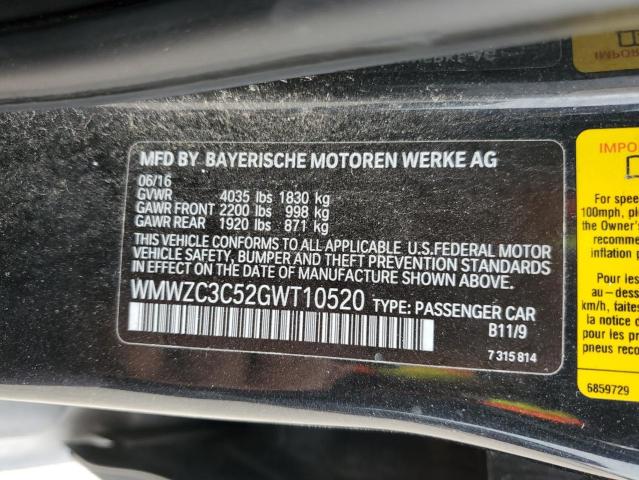 MFD BY BAYERISCHE MOTOREN WERKE AG
06/16
GVWR 4035 lbs 1830 kg
GAWR FRONT 2200 lbs 998 kg
GAWR REAR 1920 lbs 871 kg
THIS VEHICLE CONFORMS TO ALL APPLICABLE U.S.FEDERAL MOTOR
VEHICLE SAFETY, BUMPER, AND THEFT PREVENTION STANDARDS
IN EFFECT ON THE DATE OF MANUFACTURE SHOWN ABOVE.
WMWZC3C52GWT10520 TYPE: PASSENGER CAR
B11/9
7 315 814
IMPOR
IMPO
For spee
100mph, pl
the Owner's
recomme
inflation p
Pour les
au-dess
km/h, te
la notice
pour les pr
pneus reco
6859729